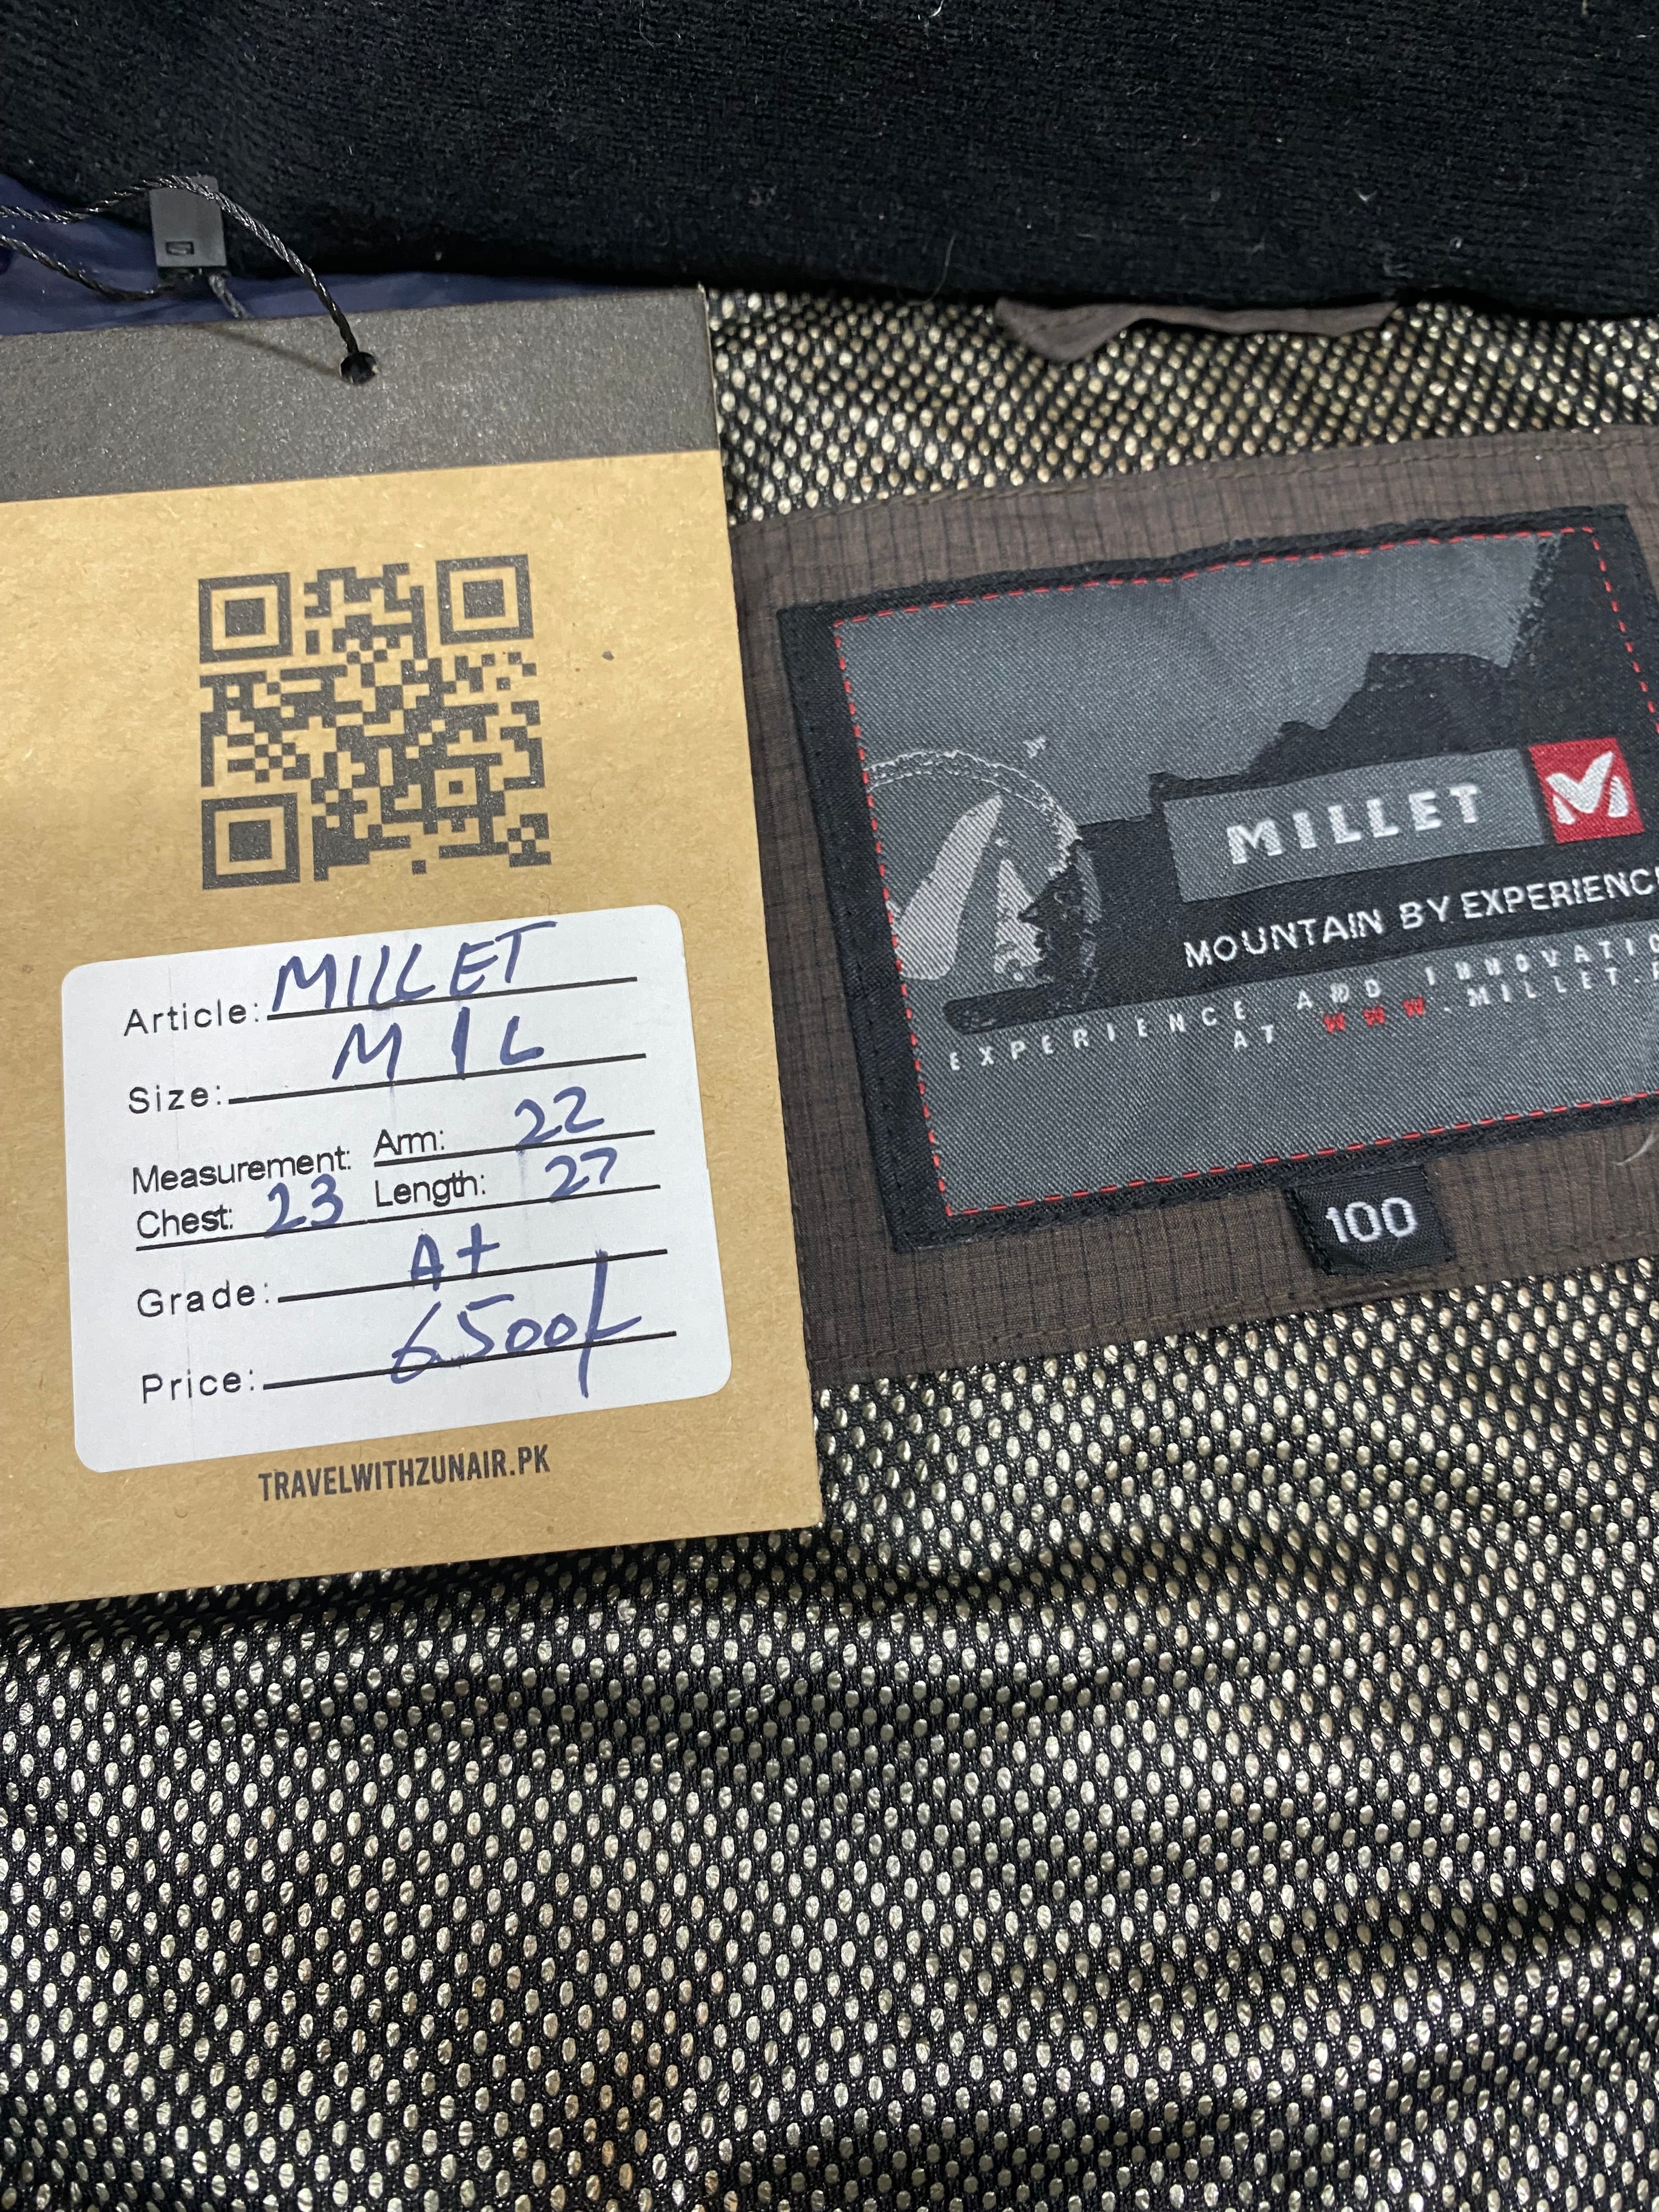 Article: MILLET
Size: M/L
Measurement: Arm: 22
Chest: 23 Length: 27
Grade: A+
Price: 6500/-
TRAVELWITHZUNAIR.PK
MILLET
MOUNTAIN BY EXPERIENC
EXPERIENCE AND INNOVATIO
AT WWW.MILLET.F
100